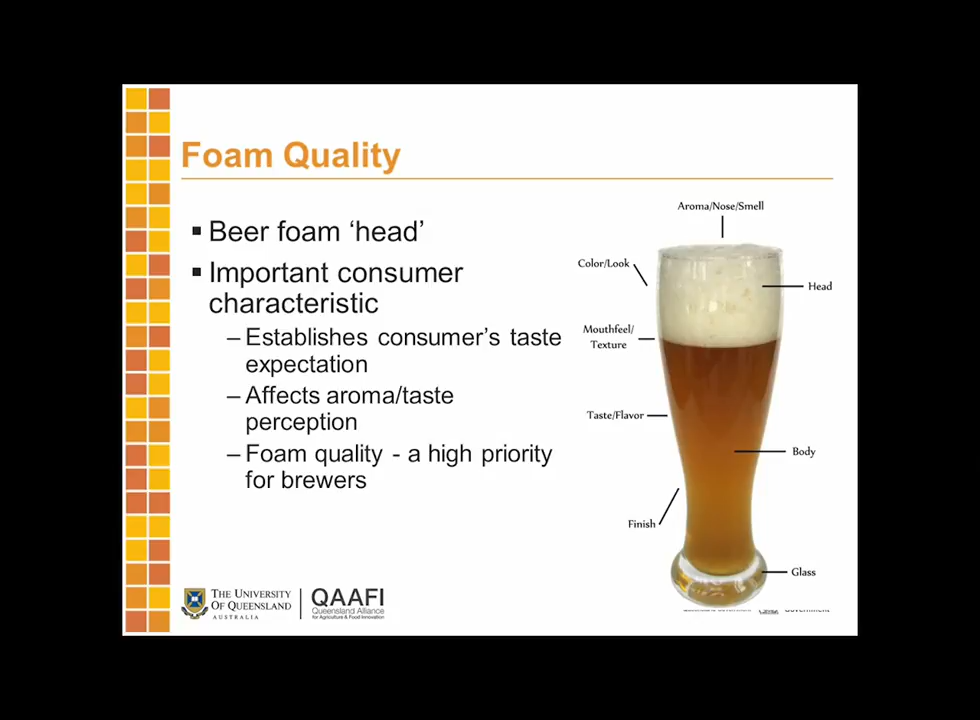 Foam Quality
▪ Beer foam ‘head’
▪ Important consumer
characteristic
– Establishes consumer’s taste
expectation
– Affects aroma/taste
perception
– Foam quality - a high priority
for brewers
Aroma/Nose/Smell
Color/Look
Head
Mouthfeel/
Texture
Taste/Flavor
Body
Finish
Glass
THE UNIVERSITY
OF QUEENSLAND
AUSTRALIA
QAAFI
Queensland Alliance
for Agriculture & Food Innovation
Government